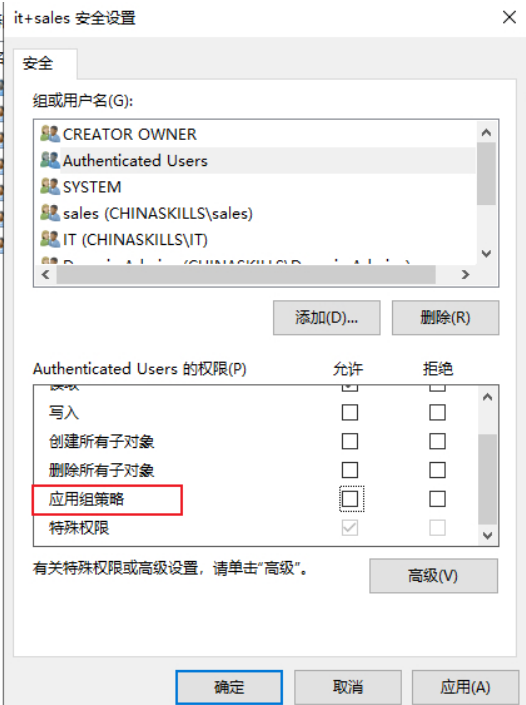 it+sales 安全设置
安全
组或用户名(G):
CREATOR OWNER
Authenticated Users
SYSTEM
sales (CHINASKILLS\sales)
IT (CHINASKILLS\IT)
添加(D)...
删除(R)
Authenticated Users 的权限(P) 允许 拒绝
写入
创建所有子对象
删除所有子对象
应用组策略
特殊权限
有关特殊权限或高级设置，请单击“高级”。
高级(V)
确定
取消
应用(A)